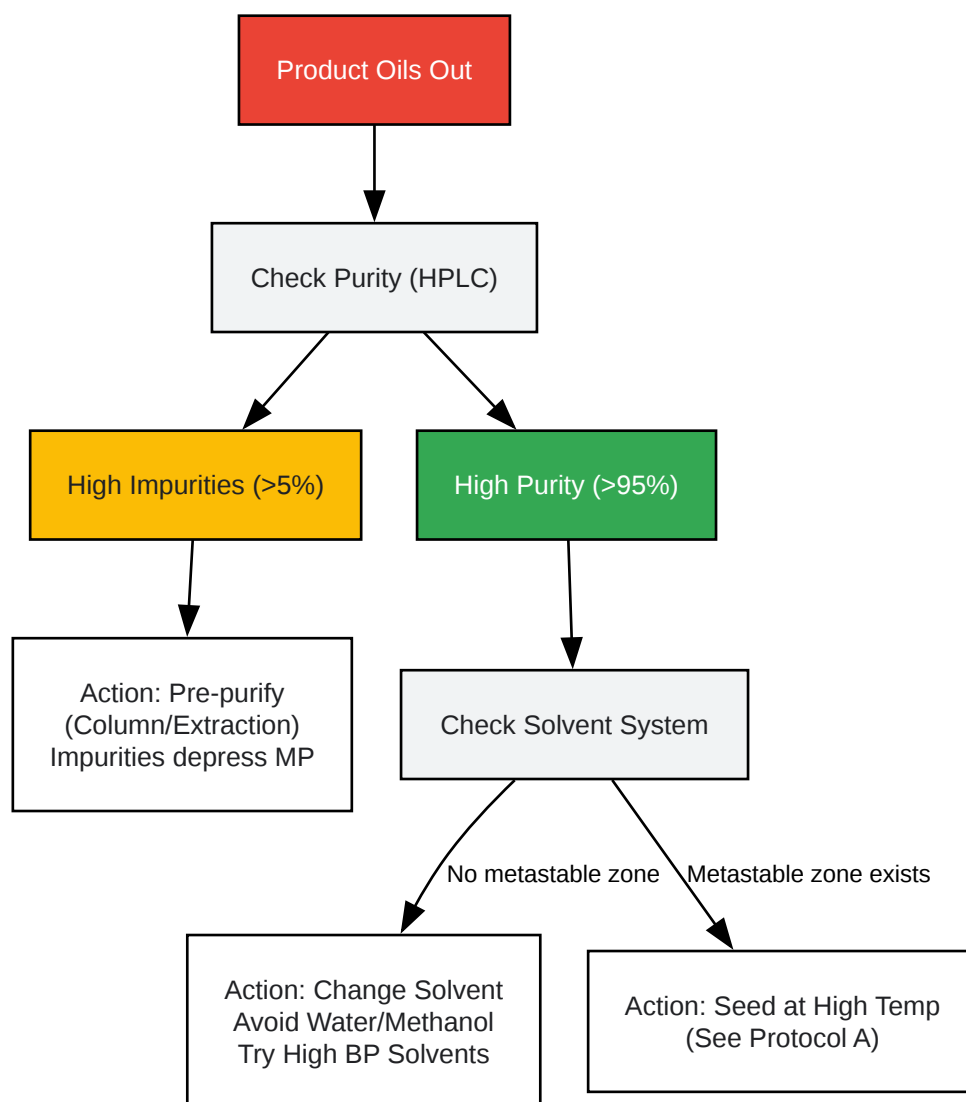 Product Oils Out
Check Purity (HPLC)
High Impurities (>5%)
High Purity (>95%)
Action: Pre-purify
(Column/Extraction)
Impurities depress MP
Check Solvent System
No metastable zone
Metastable zone exists
Action: Change Solvent
Avoid Water/Methanol
Try High BP Solvents
Action: Seed at High Temp
(See Protocol A)